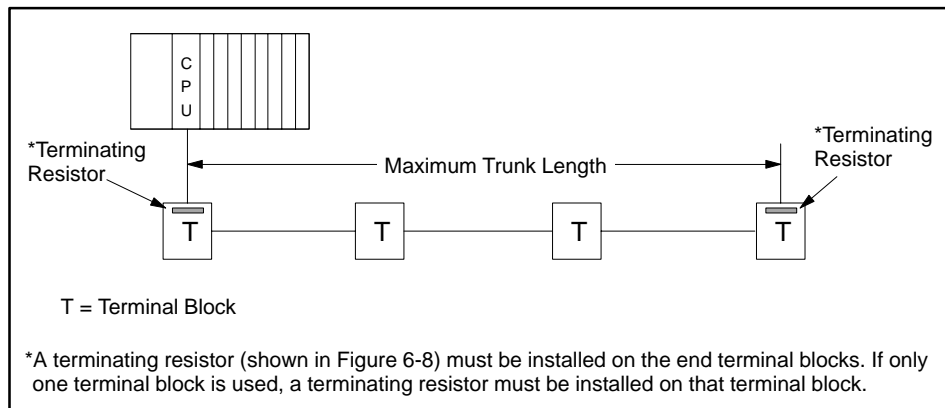 CPU
*Terminating
Resistor
Maximum Trunk Length
*Terminating
Resistor
T
T
T
T
T = Terminal Block
*A terminating resistor (shown in Figure 6-8) must be installed on the end terminal blocks. If only
one terminal block is used, a terminating resistor must be installed on that terminal block.